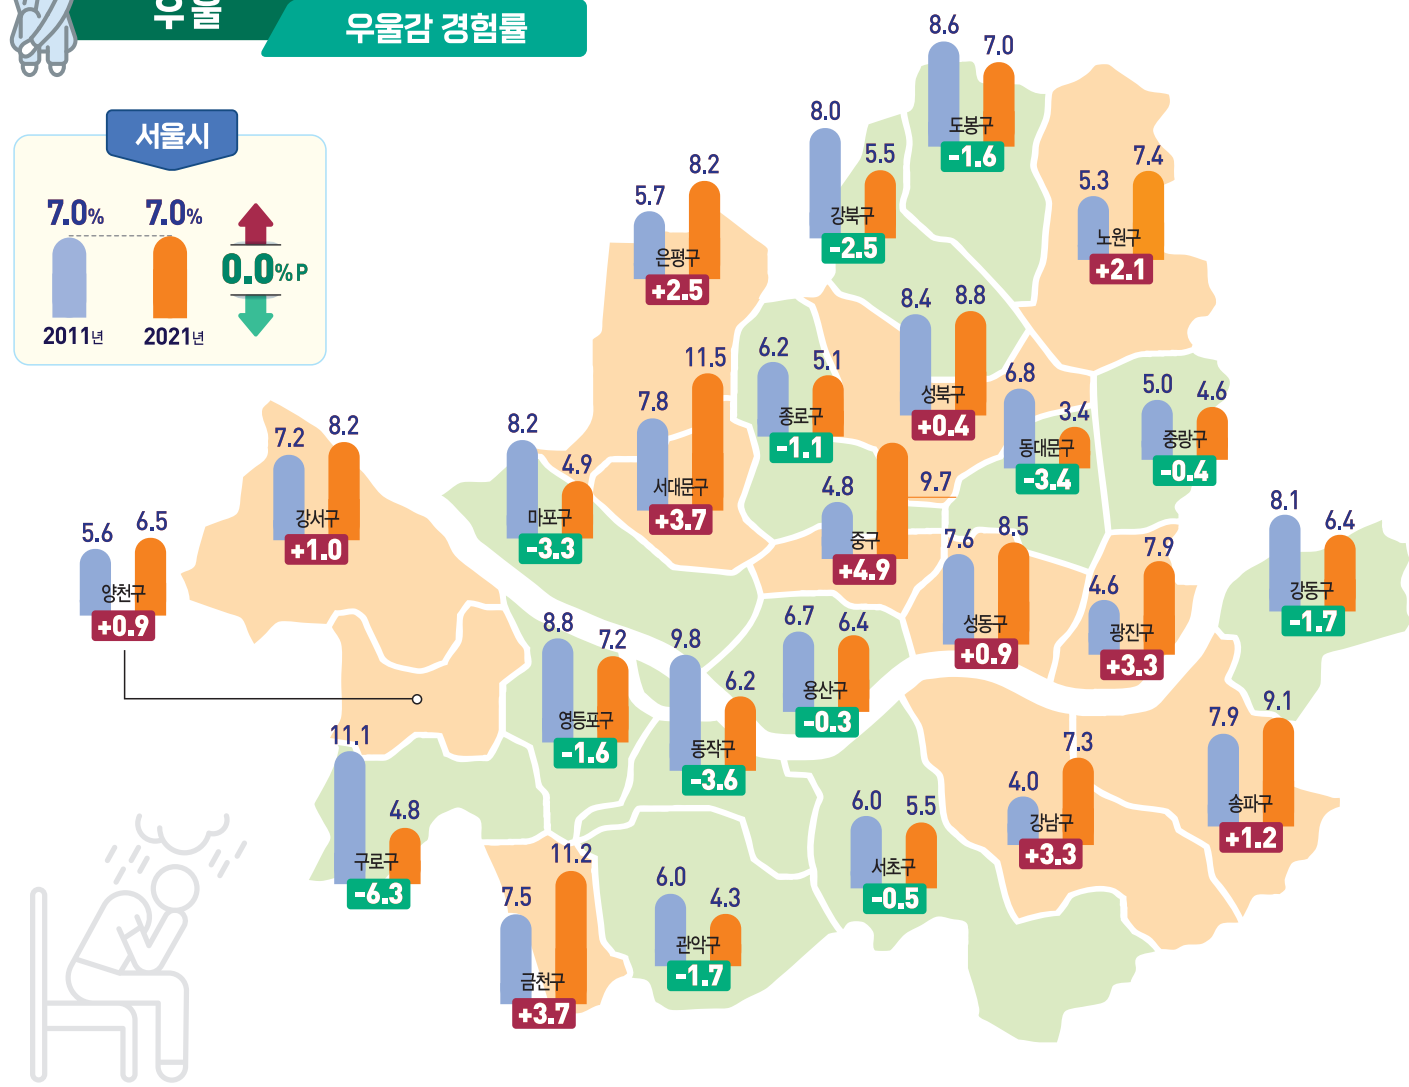 우울
우울감 경험률
서울시
7.0%
7.0%
0.0%P
2011년
2021년
8.6
7.0
도봉구
-1.6
8.0
5.5
강북구
-2.5
5.3
7.4
노원구
+2.1
5.7
8.2
은평구
+2.5
8.4
8.8
성북구
+0.4
6.2
5.1
종로구
-1.1
7.8
11.5
서대문구
+3.7
6.8
3.4
동대문구
-3.4
5.0
4.6
중랑구
-0.4
8.2
4.9
마포구
-3.3
7.2
8.2
강서구
+1.0
4.8
9.7
중구
+4.9
5.6
6.5
양천구
+0.9
7.6
8.5
성동구
+0.9
4.6
7.9
광진구
+3.3
8.1
6.4
강동구
-1.7
8.8
7.2
영등포구
-1.6
9.8
6.2
동작구
-3.6
6.7
6.4
용산구
-0.3
11.1
4.8
구로구
-6.3
7.5
11.2
금천구
+3.7
6.0
4.3
관악구
-1.7
6.0
5.5
서초구
-0.5
4.0
7.3
강남구
+3.3
7.9
9.1
송파구
+1.2